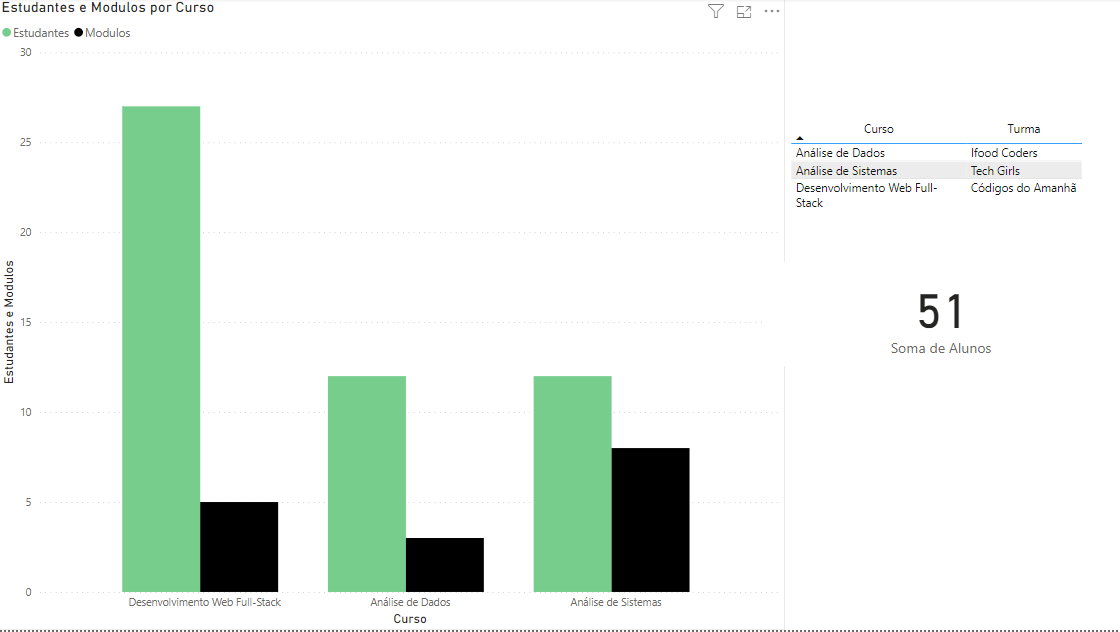 Estudantes e Modulos por Curso
Estudantes Modulos
30
25
20
15
10
5
0
Estudantes e Modulos
Desenvolvimento Web Full-Stack
Análise de Dados
Análise de Sistemas
Curso
Curso Turma
Análise de Dados Ifood Coders
Análise de Sistemas Tech Girls
Desenvolvimento Web Full- Códigos do Amanhã
Stack
51
Soma de Alunos